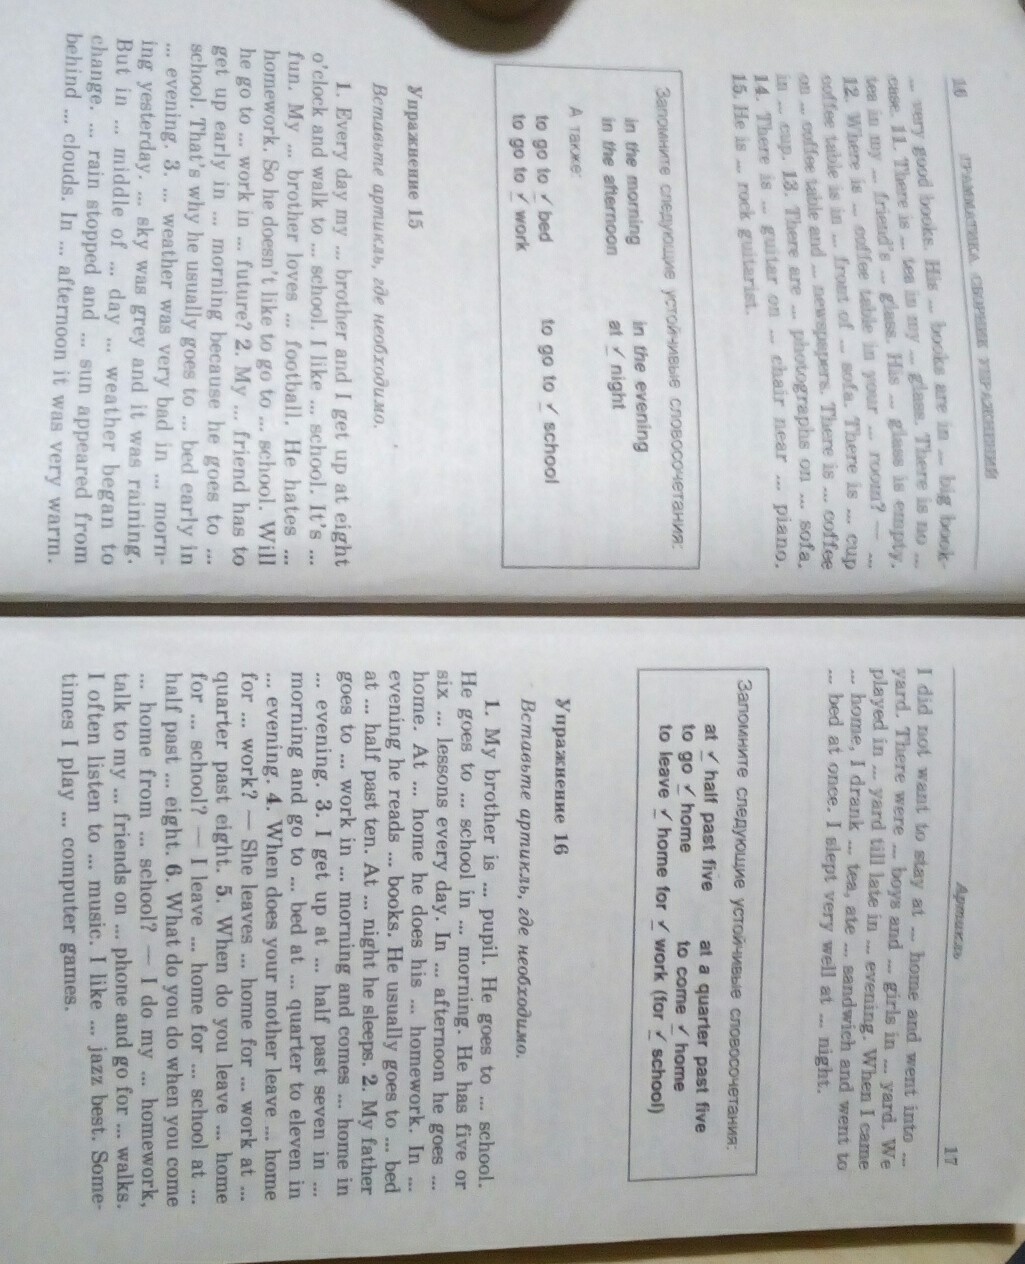 16
ГРАММАТИКА. СБОРНИК УПРАЖНЕНИЙ
... very good books. His ... books are in ... big book-
case. 11. There is ... tea in my ... glass. There is no ...
tea in my ... friend's ... glass. His ... glass is empty.
12. Where is ... coffee table in your ... room? — ...
coffee table is in ... front of ... sofa. There is ... cup
on ... coffee table and ... newspapers. There is ... coffee
in ... cup. 13. There are ... photographs on ... sofa.
14. There is ... guitar on ... chair near ... piano.
15. He is ... rock guitarist.
Запомните следующие устойчивые словосочетания:
in the morning in the evening
in the afternoon at ✓ night
А также:
to go to ✓ bed to go to ✓ school
to go to ✓ work
Упражнение 15
Вставьте артикль, где необходимо.
1. Every day my ... brother and I get up at eight
o'clock and walk to ... school. I like ... school. It's ...
fun. My ... brother loves ... football. He hates ...
homework. So he doesn't like to go to ... school. Will
he go to ... work in ... future? 2. My ... friend has to
get up early in ... morning because he goes to ...
school. That's why he usually goes to ... bed early in
... evening. 3. ... weather was very bad in ... morn-
ing yesterday. ... sky was grey and it was raining.
But in ... middle of ... day ... weather began to
change. ... rain stopped and ... sun appeared from
behind ... clouds. In ... afternoon it was very warm.
Артикль
17
I did not want to stay at ... home and went into ...
yard. There were ... boys and ... girls in ... yard. We
played in ... yard till late in ... evening. When I came
... home, I drank ... tea, ate ... sandwich and went to
... bed at once. I slept very well at ... night.
Запомните следующие устойчивые словосочетания:
at ✓ half past five at a quarter past five
to go ✓ home to come ✓ home
to leave ✓ home for ✓ work (for ✓ school)
Упражнение 16
Вставьте артикль, где необходимо.
1. My brother is ... pupil. He goes to ... school.
He goes to ... school in ... morning. He has five or
six ... lessons every day. In ... afternoon he goes ...
home. At ... home he does his ... homework. In ...
evening he reads ... books. He usually goes to ... bed
at ... half past ten. At ... night he sleeps. 2. My father
goes to ... work in ... morning and comes ... home in
... evening. 3. I get up at ... half past seven in ...
morning and go to ... bed at ... quarter to eleven in
... evening. 4. When does your mother leave ... home
for ... work? — She leaves ... home for ... work at ...
quarter past eight. 5. When do you leave ... home
for ... school? — I leave ... home for ... school at ...
half past ... eight. 6. What do you do when you come
... home from ... school? — I do my ... homework,
talk to my ... friends on ... phone and go for ... walks.
I often listen to ... music. I like ... jazz best. Some-
times I play ... computer games.